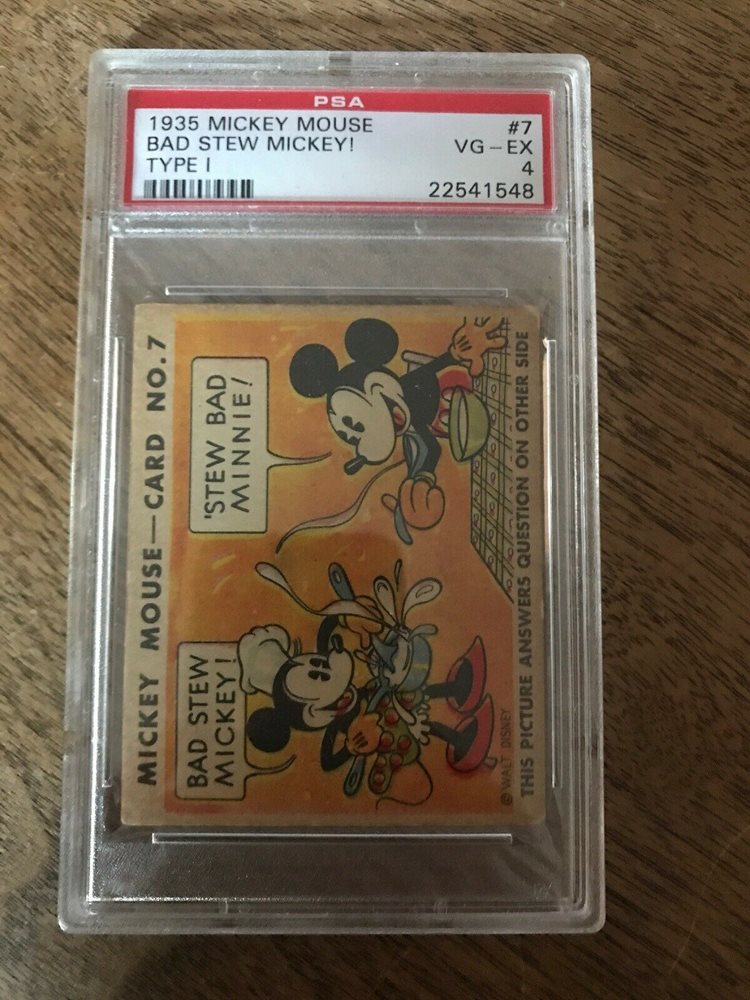 PSA
1935 MICKEY MOUSE #7
BAD STEW MICKEY! VG - EX
TYPE I 4
22541548
MICKEY MOUSE—CARD NO. 7
BAD STEW
MICKEY!
'STEW BAD
MINNIE!
© WALT DISNEY
THIS PICTURE ANSWERS QUESTION ON OTHER SIDE